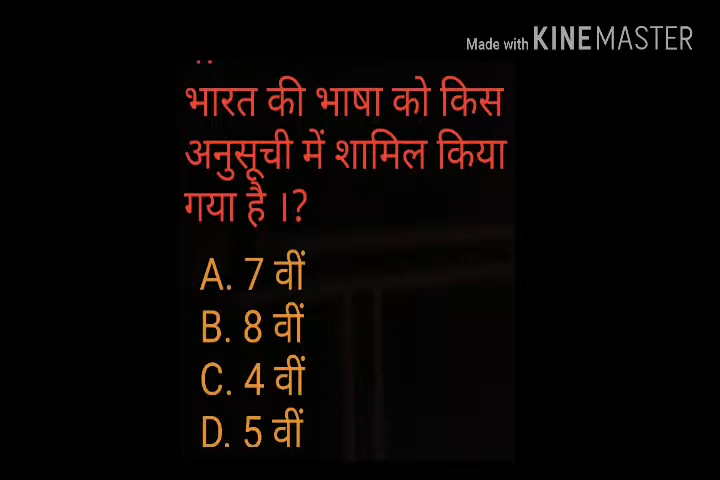 Made with KINEMASTER
भारत की भाषा को किस
अनुसूची में शामिल किया
गया है ।?
A. 7 वीं
B. 8 वीं
C. 4 वीं
D. 5 वीं